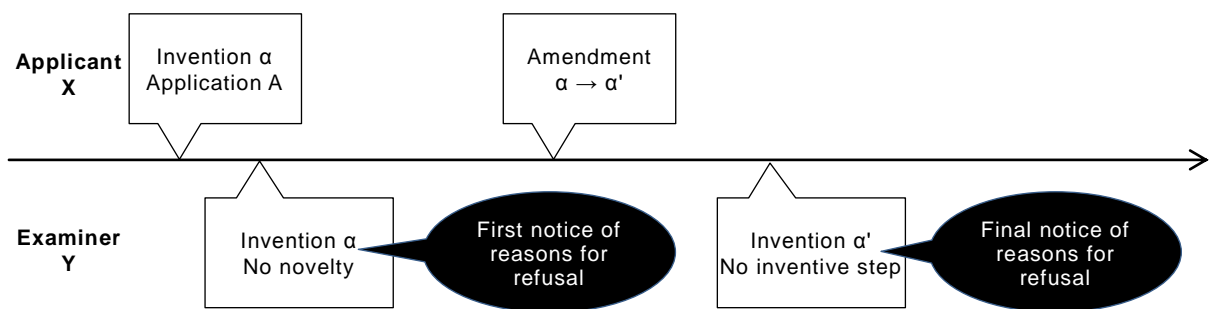 Applicant
X
Invention α
Application A
Amendment
α → α'
Examiner
Y
Invention α
No novelty
First notice of
reasons for
refusal
Invention α'
No inventive step
Final notice of
reasons for
refusal